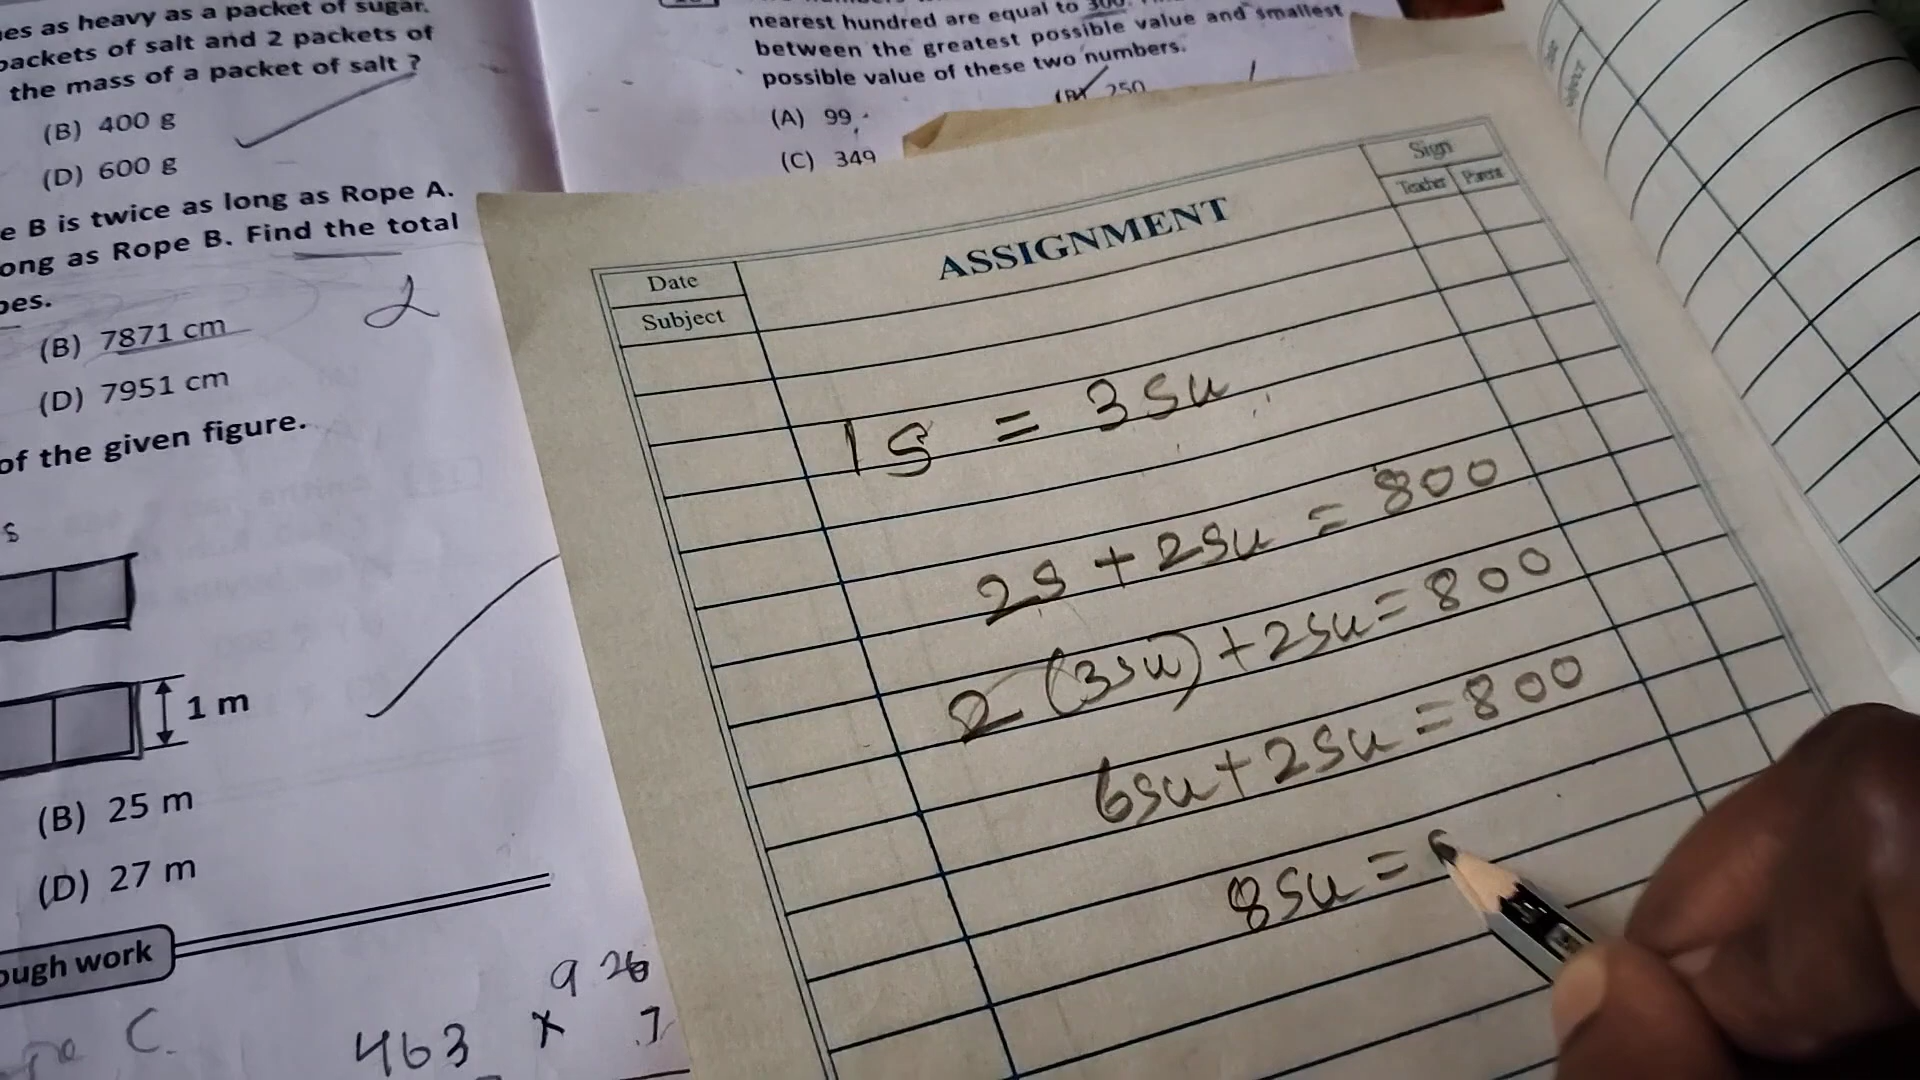 as heavy as a packet of sugar.
packets of salt and 2 packets of
the mass of a packet of salt ?
(B) 400 g
(D) 600 g
e B is twice as long as Rope A.
ong as Rope B. Find the total
(B) 7871 cm
2
(D) 7951 cm
of the given figure.
S
1 m
(B) 25 m
(D) 27 m
ough work
C.
926
463 × 7
nearest hundred are equal to 300.
between the greatest possible value and smallest
possible value of these two numbers.
(A) 99
(B) 250
(C) 349
ASSIGNMENT
Sign
Teacher Parent
Date
Subject
1S = 3Su
2S + 2Su = 800
2 (3Su) + 2Su = 800
6Su + 2Su = 800
8Su =